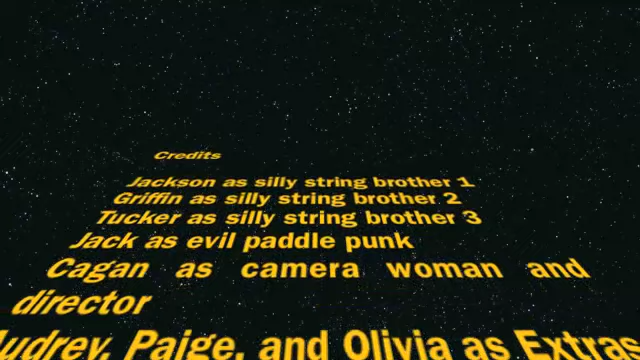 Credits
Jackson as silly string brother 1
Griffin as silly string brother 2
Tucker as silly string brother 3
Jack as evil paddle punk
Cagan as camera woman and
director
Audrey, Paige, and Olivia as Extras